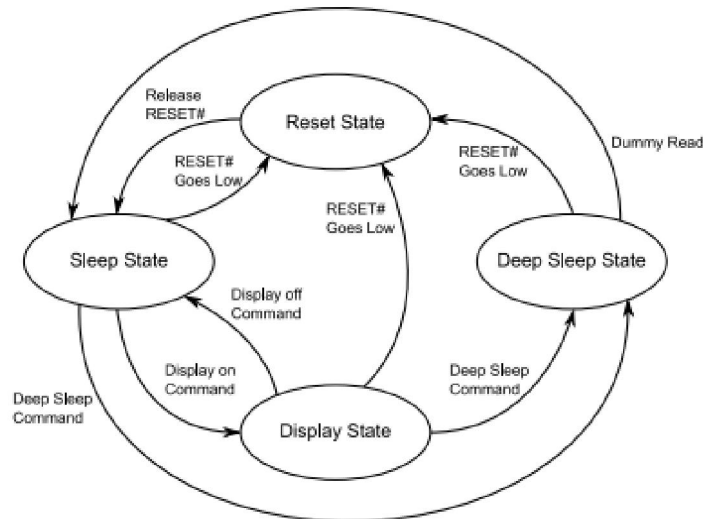 Release
RESET#
Reset State
Dummy Read
RESET#
Goes Low
RESET#
Goes Low
RESET#
Goes Low
Sleep State
Deep Sleep State
Display off
Command
Display on
Command
Deep Sleep
Command
Deep Sleep
Command
Display State